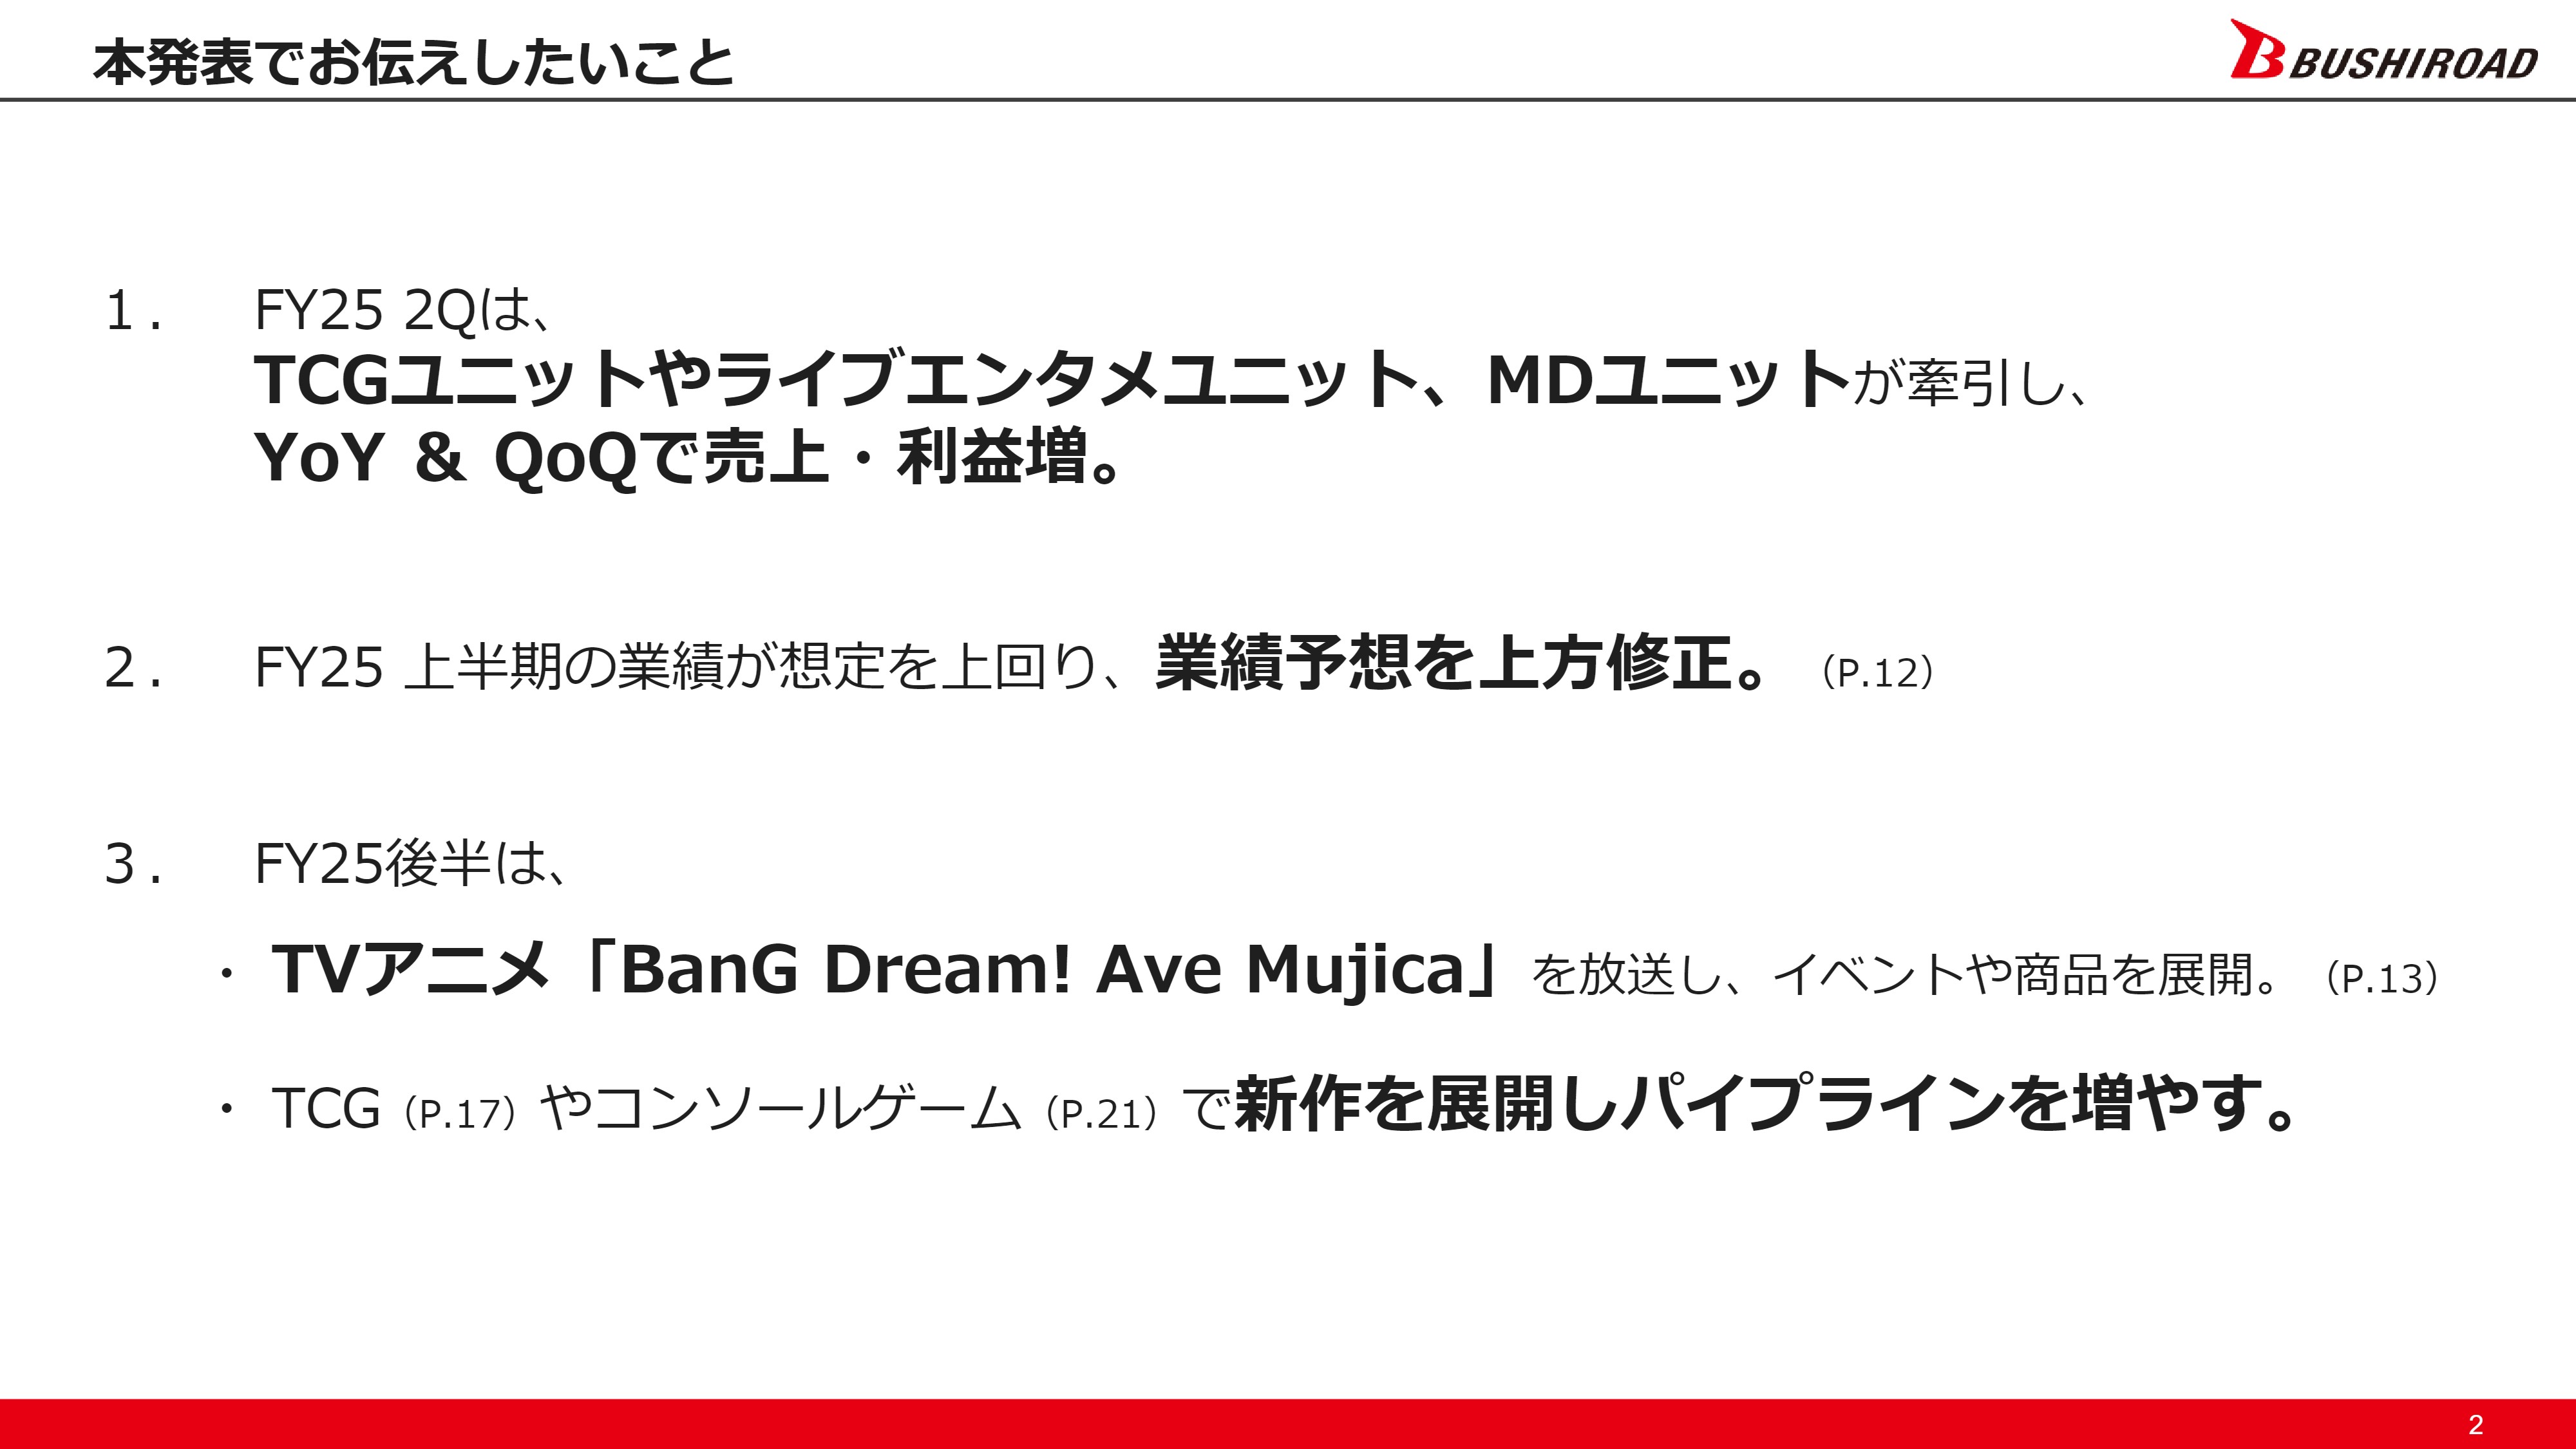 本発表でお伝えしたいこと
BUSHIROAD
１． FY25 2Qは、
TCGユニットやライブエンタメユニット、MDユニットが牽引し、
YoY ＆ QoQで売上・利益増。
２． FY25 上半期の業績が想定を上回り、業績予想を上方修正。（P.12）
３． FY25後半は、
・ TVアニメ「BanG Dream! Ave Mujica」を放送し、イベントや商品を展開。（P.13）
・ TCG（P.17）やコンソールゲーム（P.21）で新作を展開しパイプラインを増やす。
2